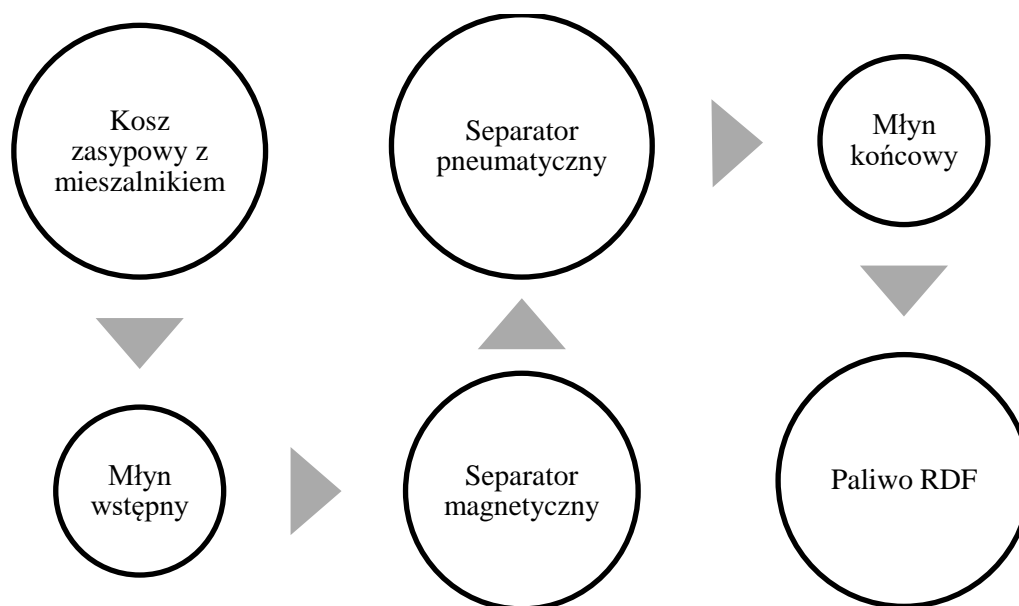 Kosz
zasypowy z
mieszalnikiem
Młyn
wstępny
Separator
magnetyczny
Separator
pneumatyczny
Młyn
końcowy
Paliwo RDF